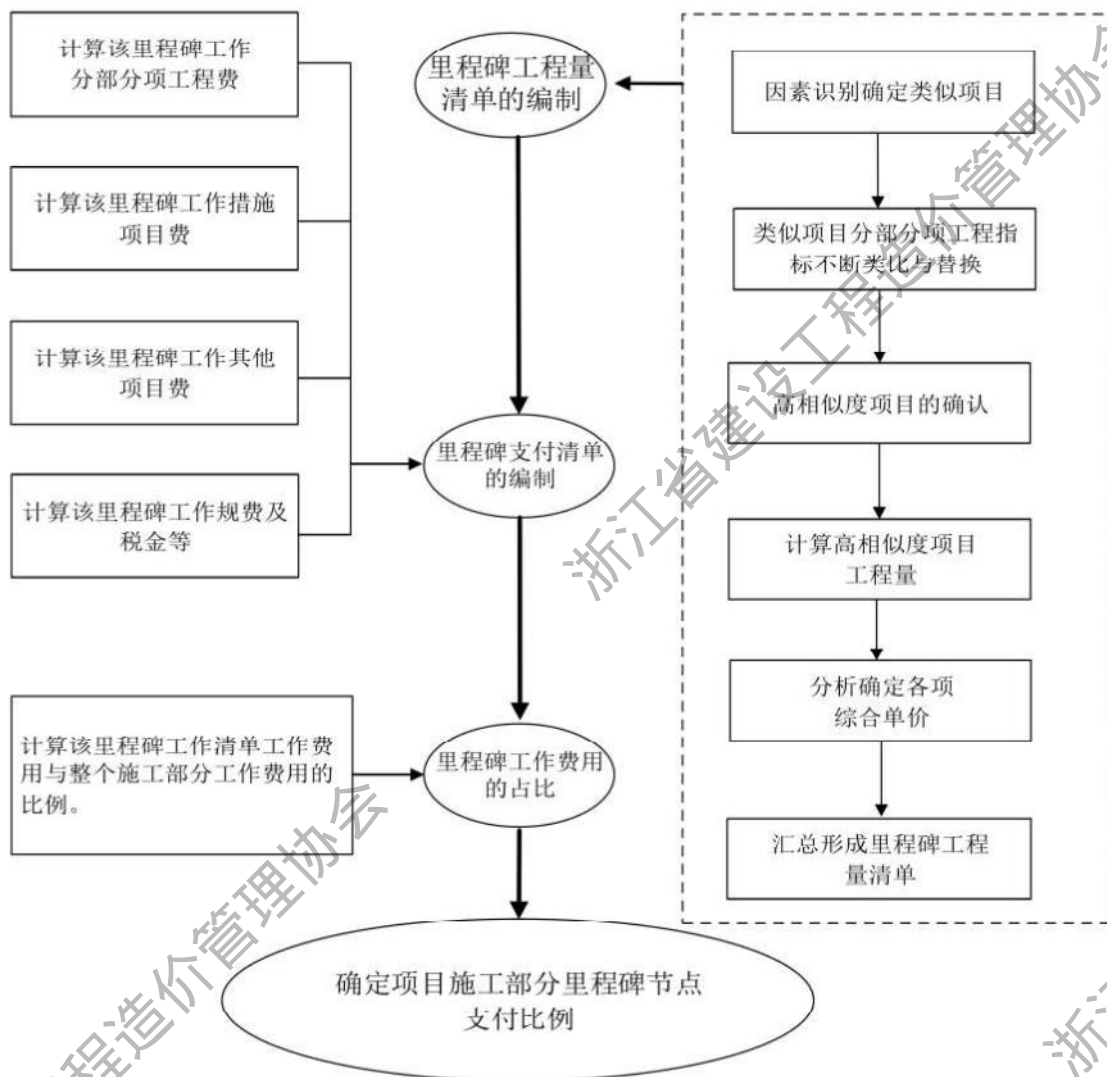 计算该里程碑工作
分部分项工程费
计算该里程碑工作措施
项目费
计算该里程碑工作其他
项目费
计算该里程碑工作规费及
税金等
计算该里程碑工作清单工作费
用与整个施工部分工作费用的
比例。
里程碑工程量
清单的编制
里程碑支付清单
的编制
里程碑工作费用
的占比
确定项目施工部分里程碑节点
支付比例
因素识别确定类似项目
类似项目分部分项工程指
标不断类比与替换
高相似度项目的确认
计算高相似度项目
工程量
分析确定各项
综合单价
汇总形成里程碑工程
量清单
浙江省建设工程造价管理协会
程造价管理协会
浙江